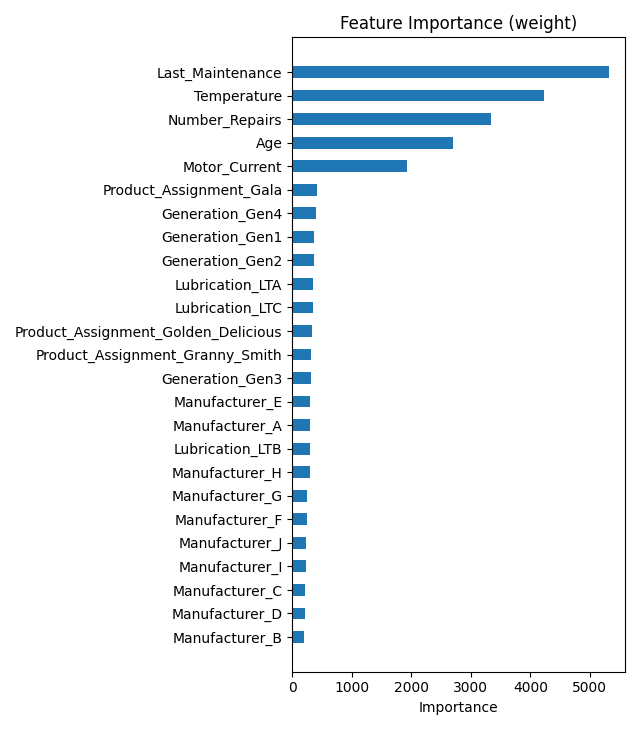 Feature Importance (weight)
Last_Maintenance
Temperature
Number_Repairs
Age
Motor_Current
Product_Assignment_Gala
Generation_Gen4
Generation_Gen1
Generation_Gen2
Lubrication_LTA
Lubrication_LTC
Product_Assignment_Golden_Delicious
Product_Assignment_Granny_Smith
Generation_Gen3
Manufacturer_E
Manufacturer_A
Lubrication_LTB
Manufacturer_H
Manufacturer_G
Manufacturer_F
Manufacturer_J
Manufacturer_I
Manufacturer_C
Manufacturer_D
Manufacturer_B
0 1000 2000 3000 4000 5000
Importance